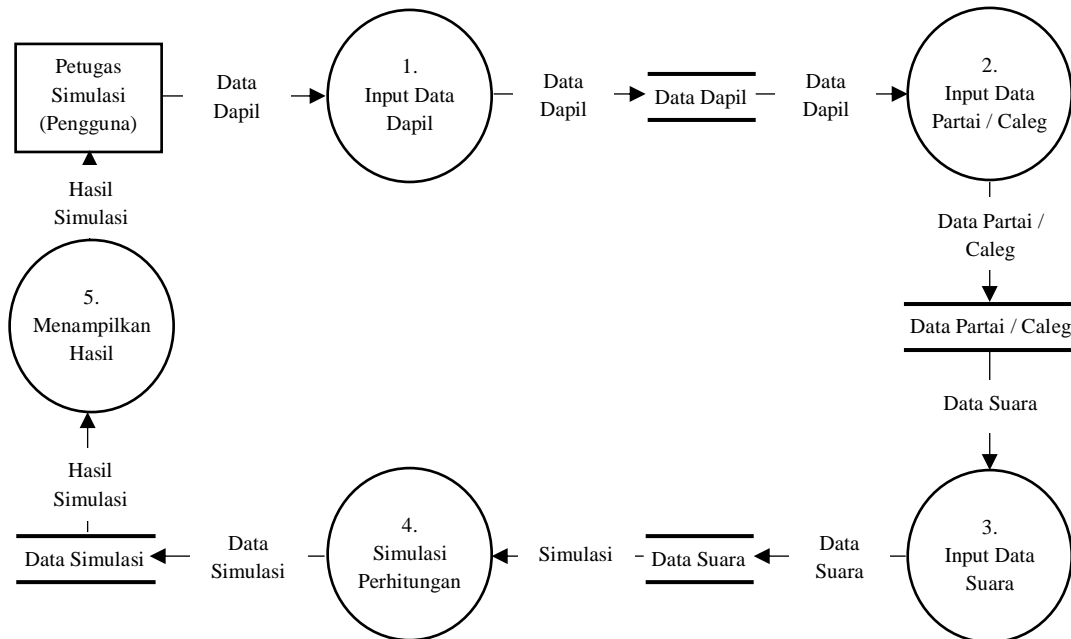 Petugas
Simulasi
(Pengguna)
Data
Dapil
1.
Input Data
Dapil
Data
Dapil
Data Dapil
Data
Dapil
2.
Input Data
Partai / Caleg
Data Partai /
Caleg
Data Partai / Caleg
Data Suara
3.
Input Data
Suara
Data
Suara
Data Suara
Simulasi
4.
Simulasi
Perhitungan
Data
Simulasi
Data Simulasi
Hasil
Simulasi
5.
Menampilkan
Hasil
Hasil
Simulasi